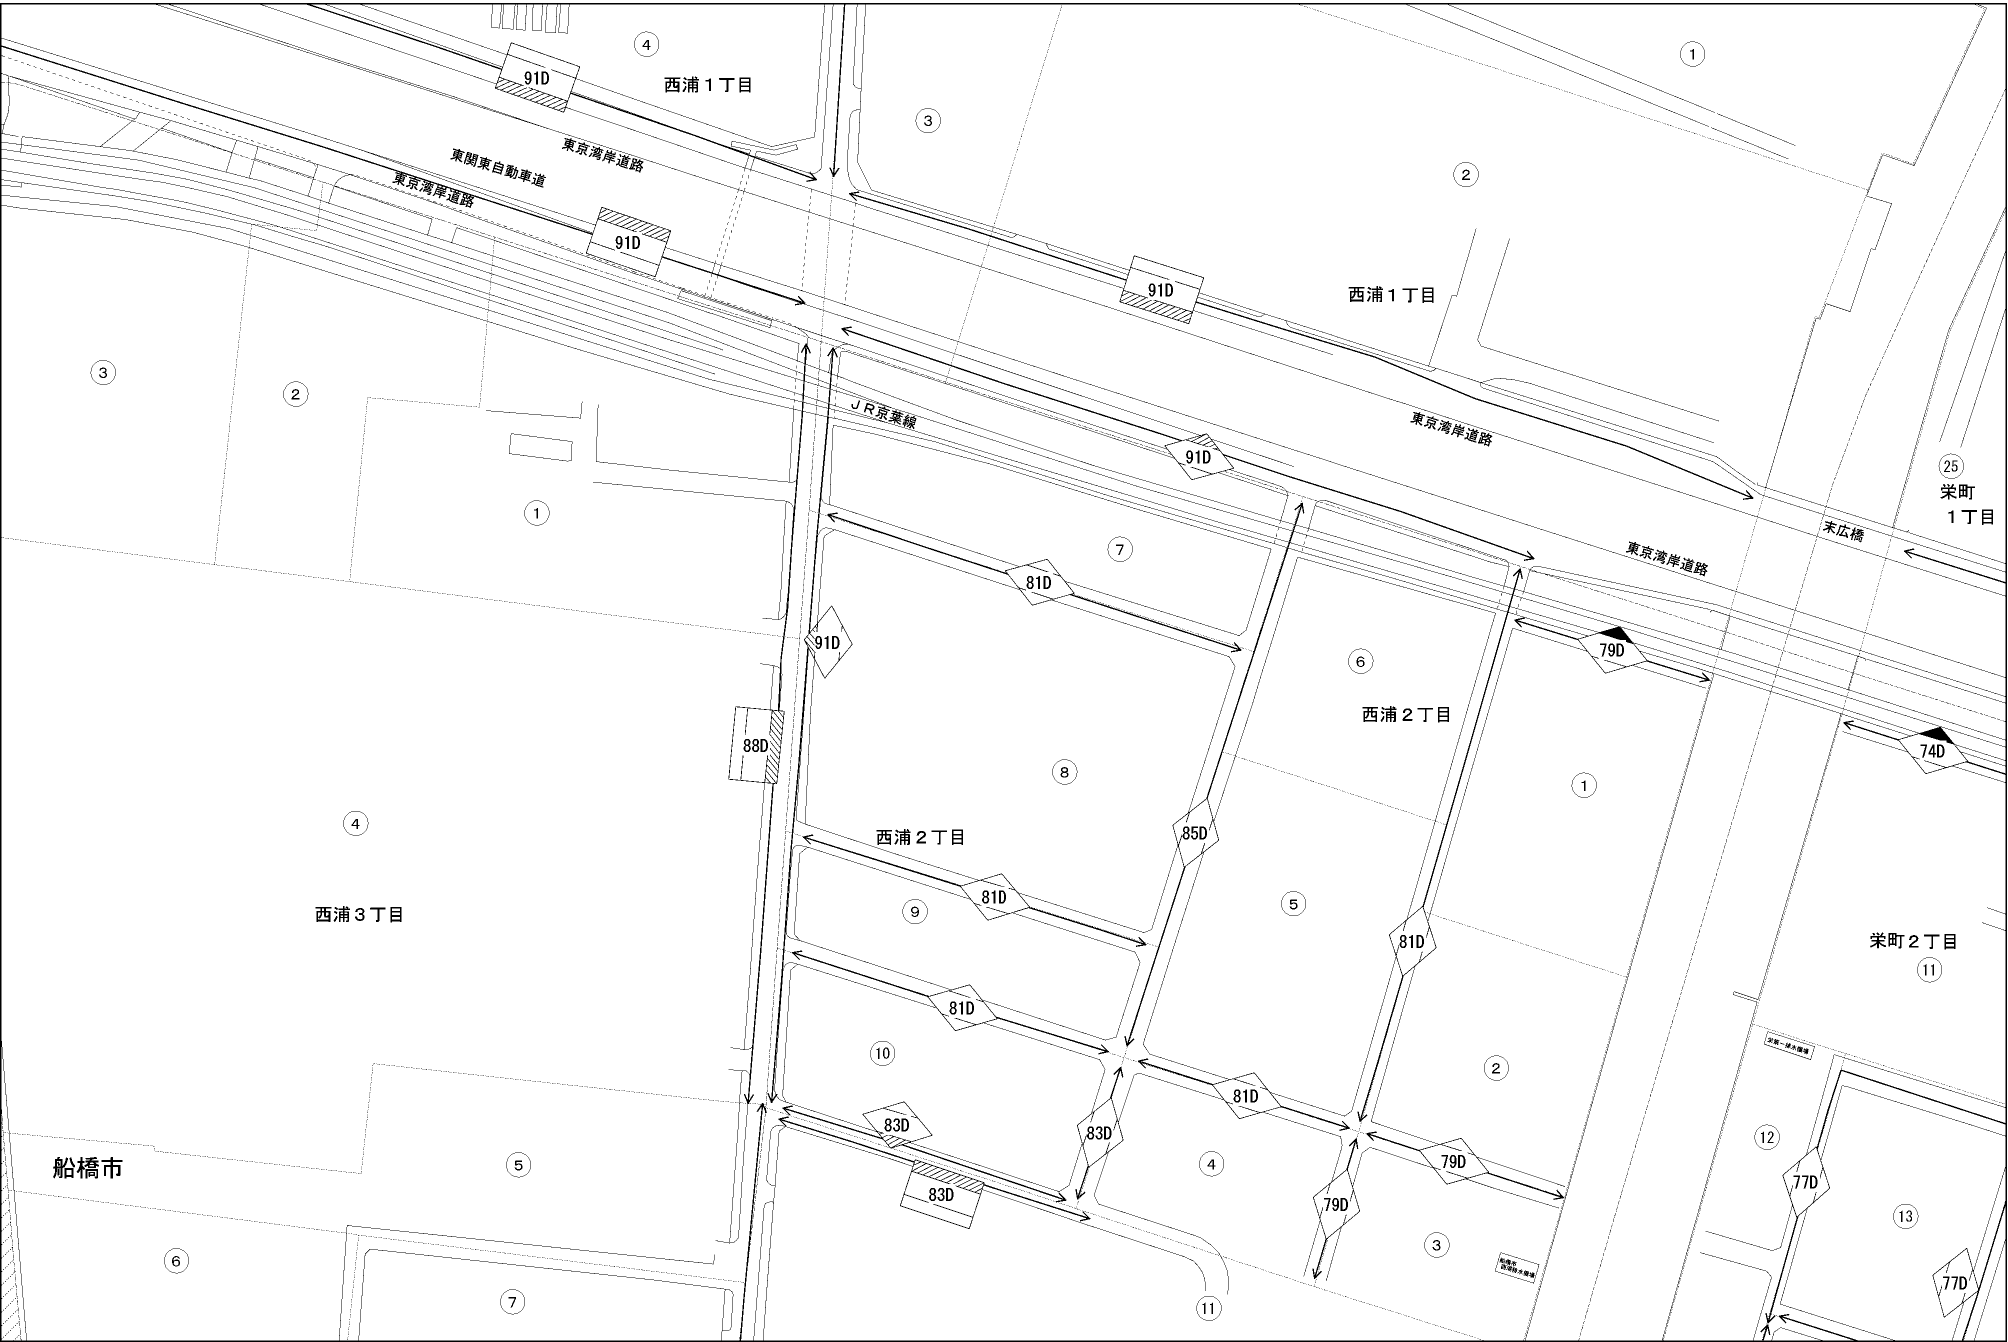 ④
91D
西浦１丁目
①
③
②
東京湾岸道路
東関東自動車道
東京湾岸道路
91D
91D
西浦１丁目
③
②
ＪＲ京葉線
東京湾岸道路
91D
㉕
栄町
１丁目
①
末広橋
東京湾岸道路
⑦
81D
91D
⑥
79D
西浦２丁目
88D
74D
⑧
①
④
西浦２丁目
85D
81D
⑤
⑨
西浦３丁目
81D
栄町２丁目
⑪
81D
⑩
②
81D
83D
83D
⑫
船橋市
⑤
④
79D
83D
79D
77D
⑬
③
⑥
77D
⑦
⑪